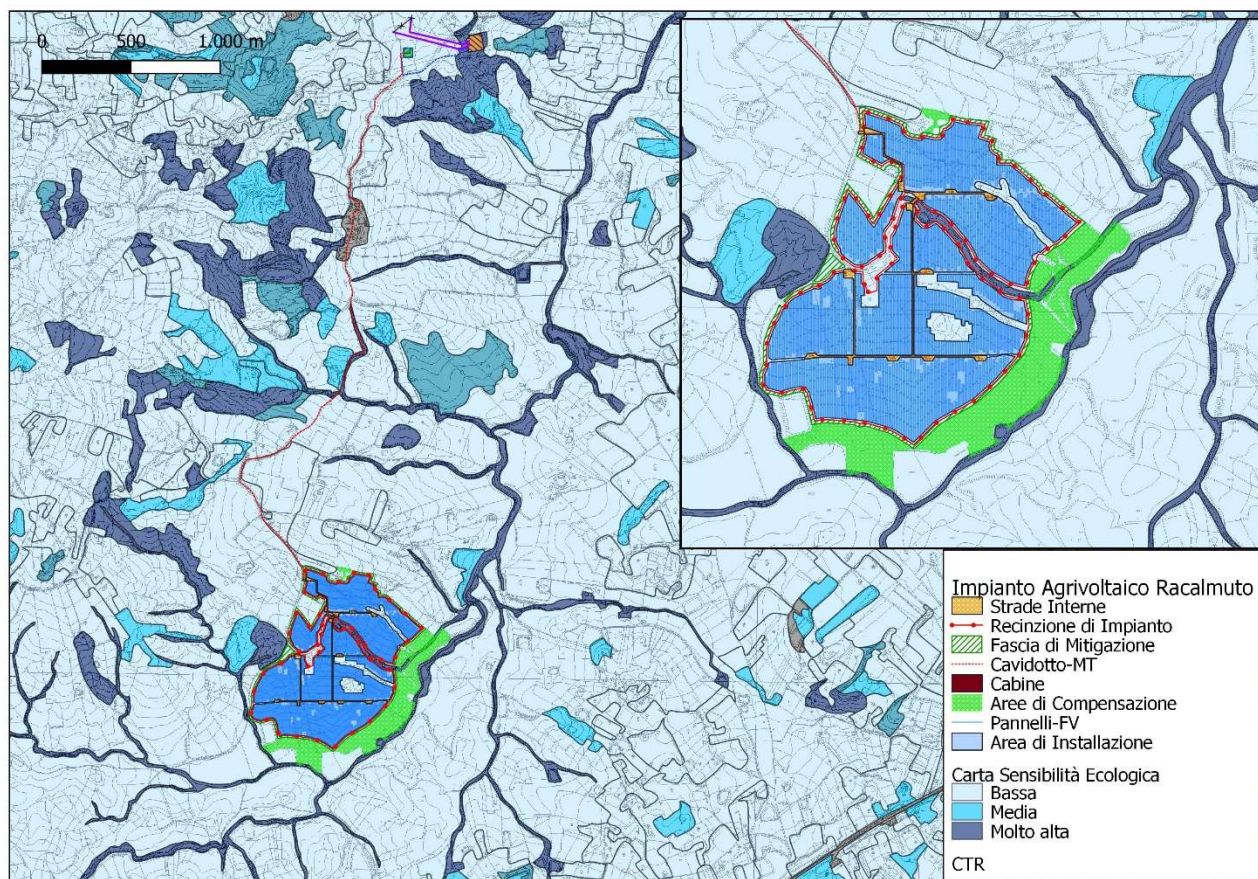 0 500 1.000 m
Impianto Agrivoltaico Racalmuto
Strade Interne
Recinzione di Impianto
Fascia di Mitigazione
Cavidotto-MT
Cabine
Aree di Compensazione
Pannelli-FV
Area di Installazione
Carta Sensibilità Ecologica
Bassa
Media
Molto alta
CTR